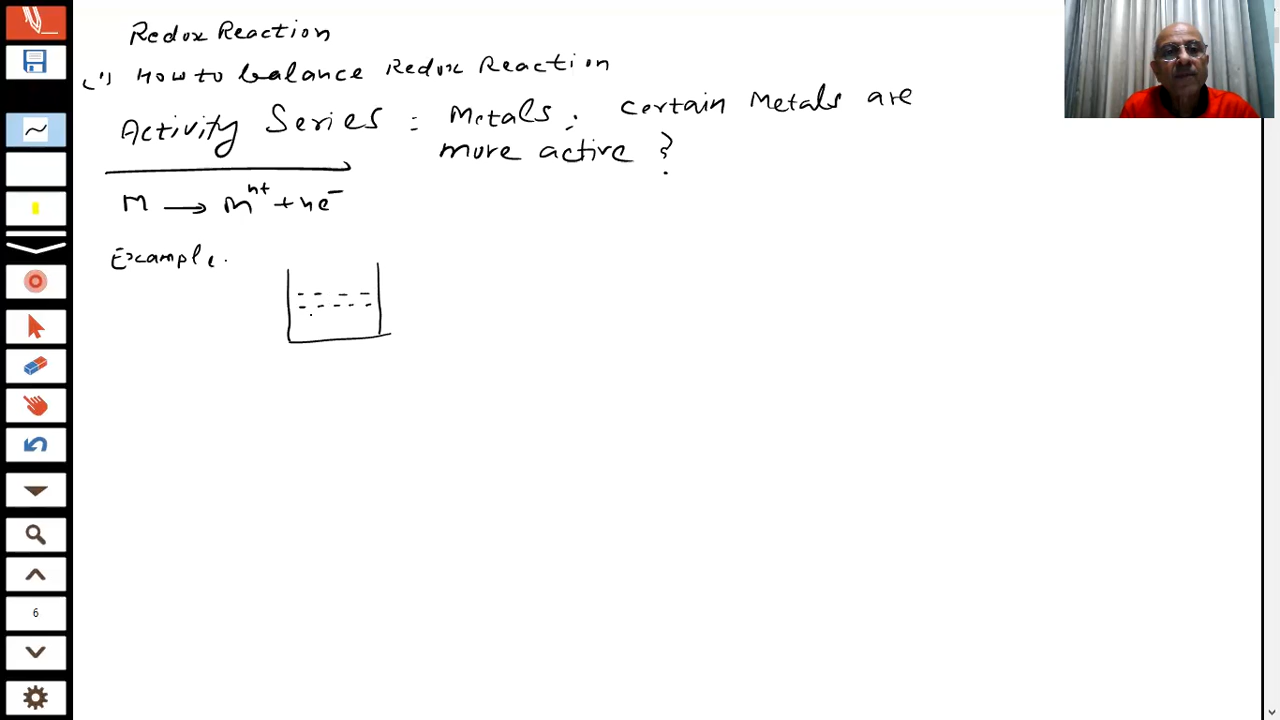 Redox Reaction
(1) How to balance Redox Reaction
Activity Series : Metals ; certain Metals are
more active ?
M → M^n+ + ne^-
Example.
6